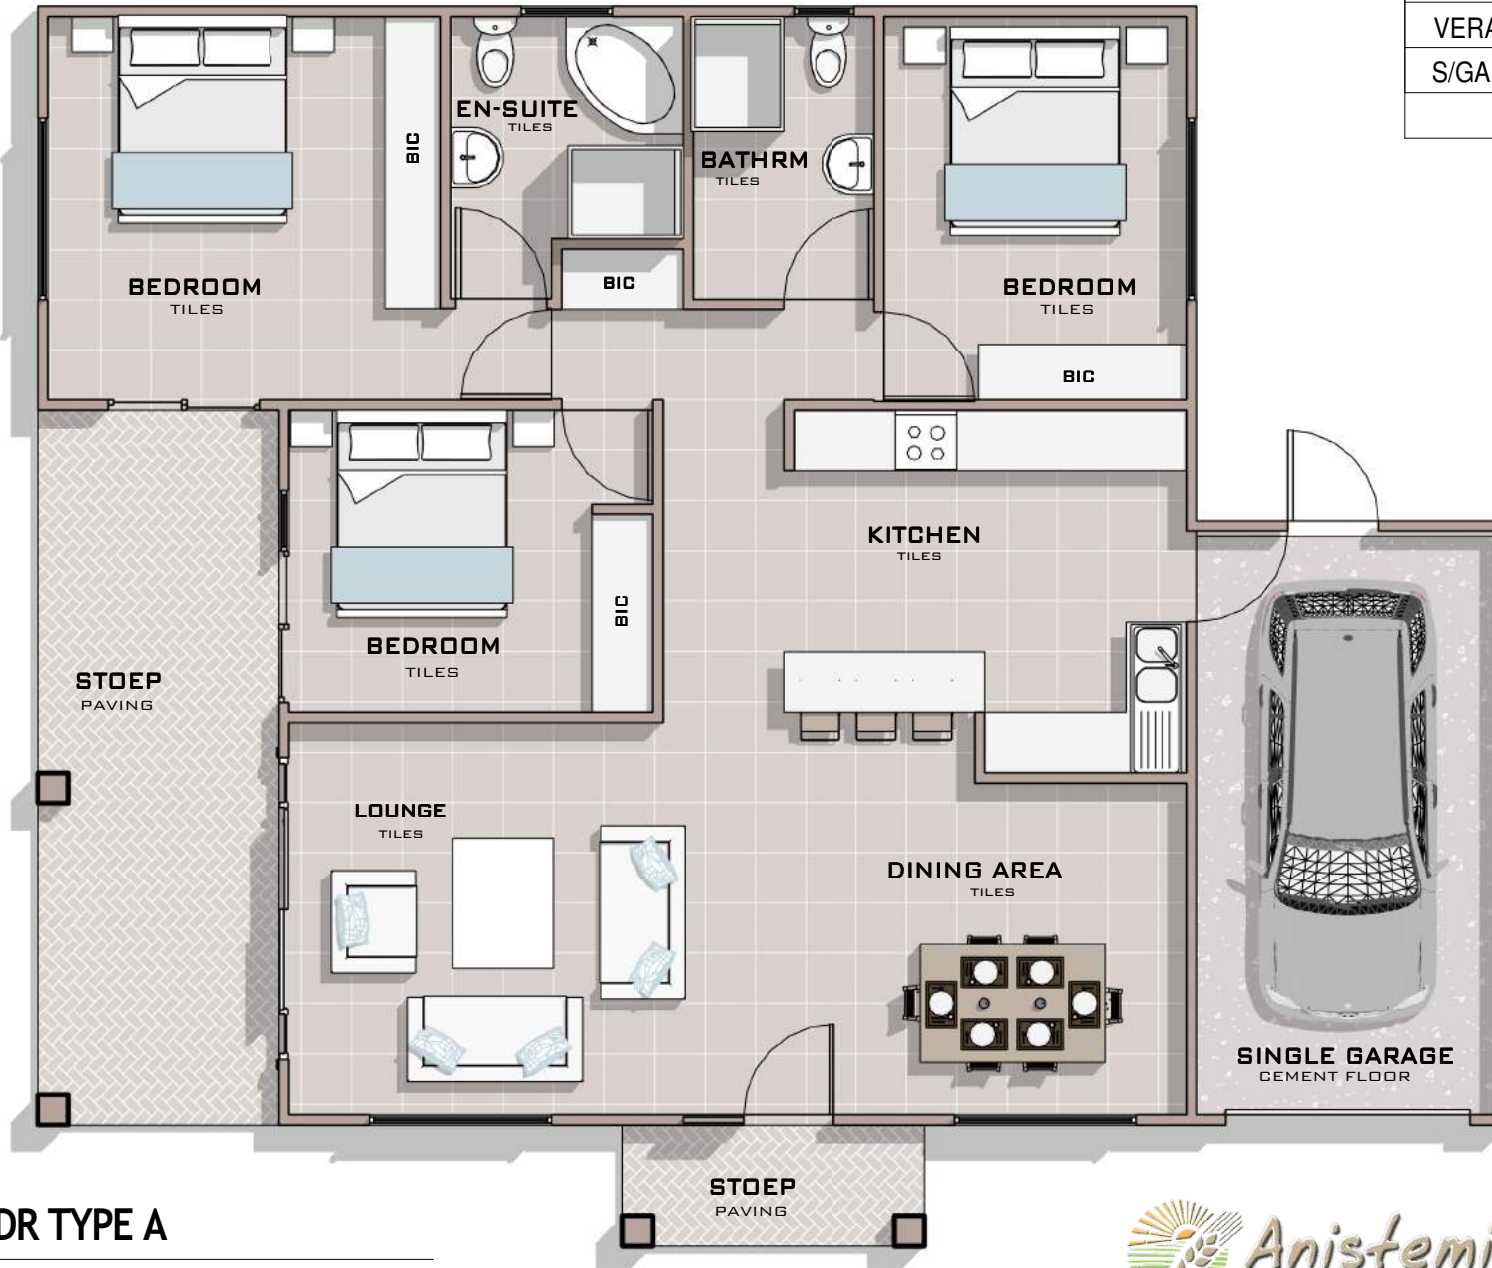 VERA
S/GA
EN-SUITE
TILES
BIC
BATHRM
TILES
BEDROOM
TILES
BIC
BEDROOM
TILES
BIC
KITCHEN
TILES
BIC
BEDROOM
TILES
STOEP
PAVING
LOUNGE
TILES
DINING AREA
TILES
SINGLE GARAGE
CEMENT FLOOR
STOEP
PAVING
DR TYPE A
Anistemi